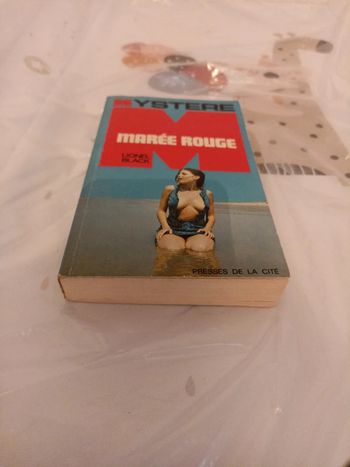 MYSTERE
MARÉE ROUGE
LIONEL
BLACK
PRESSES DE LA CITÉ